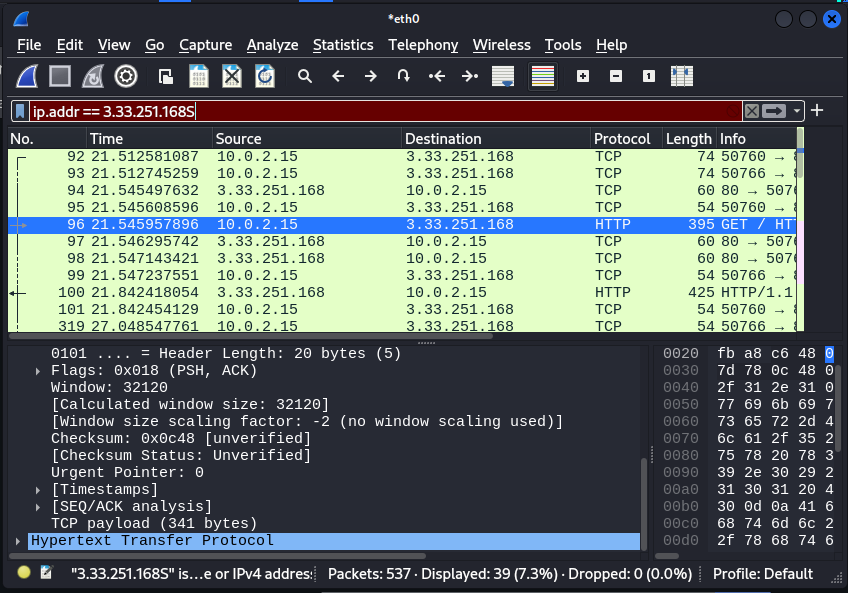 *eth0
File Edit View Go Capture Analyze Statistics Telephony Wireless Tools Help
ip.addr == 3.33.251.168S
No. Time Source Destination Protocol Length Info
92 21.512581087 10.0.2.15 3.33.251.168 TCP 74 50760 →
93 21.512745259 10.0.2.15 3.33.251.168 TCP 74 50766 →
94 21.545497632 3.33.251.168 10.0.2.15 TCP 60 80 → 507
95 21.545608596 10.0.2.15 3.33.251.168 TCP 54 50760 →
96 21.545957896 10.0.2.15 3.33.251.168 HTTP 395 GET / HT
97 21.546295742 3.33.251.168 10.0.2.15 TCP 60 80 → 507
98 21.547143421 3.33.251.168 10.0.2.15 TCP 60 80 → 507
99 21.547237551 10.0.2.15 3.33.251.168 TCP 54 50766 →
100 21.842418054 3.33.251.168 10.0.2.15 HTTP 425 HTTP/1.1
101 21.842454129 10.0.2.15 3.33.251.168 TCP 54 50760 →
319 27.048547761 10.0.2.15 3.33.251.168 TCP 54 50766 →
0101 .... = Header Length: 20 bytes (5)
Flags: 0x018 (PSH, ACK)
Window: 32120
[Calculated window size: 32120]
[Window size scaling factor: -2 (no window scaling used)]
Checksum: 0x0c48 [unverified]
[Checksum Status: Unverified]
Urgent Pointer: 0
[Timestamps]
[SEQ/ACK analysis]
TCP payload (341 bytes)
Hypertext Transfer Protocol
0020 fb a8 c6 48 0
0030 7d 78 0c 48 0
0040 2f 31 2e 31 0
0050 77 69 6b 69 7
0060 73 65 72 2d 4
0070 6c 61 2f 35 2
0080 75 78 20 78 3
0090 39 2e 30 29 2
00a0 31 30 31 20 4
00b0 30 0d 0a 41 6
00c0 68 74 6d 6c 2
00d0 2f 78 68 74 6
"3.33.251.168S" is...e or IPv4 address Packets: 537 · Displayed: 39 (7.3%) · Dropped: 0 (0.0%) Profile: Default